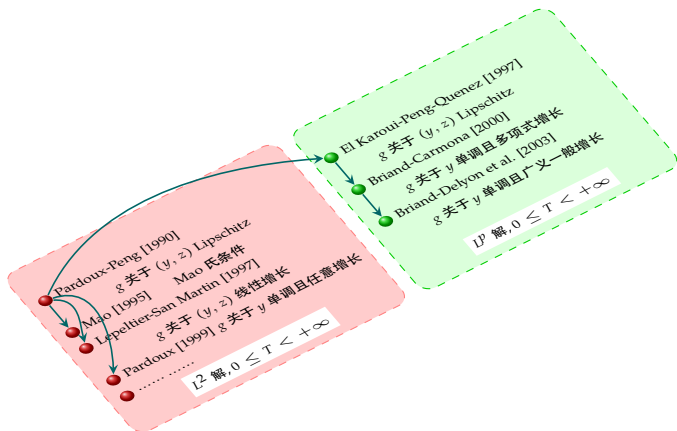 Pardoux-Peng [1990]
g 关于 (y, z) Lipschitz
Mao [1995] Mao 氏条件
Lepeltier-San Martin [1997]
g 关于 (y, z) 线性增长
Pardoux [1999] g 关于 y 单调且任意增长
…… ……
L² 解, 0 ≤ T < +∞
El Karoui-Peng-Quenez [1997]
g 关于 (y, z) Lipschitz
Briand-Carmona [2000]
g 关于 y 单调且多项式增长
Briand-Delyon et al. [2003]
g 关于 y 单调且广义一般增长
Lᵖ 解, 0 ≤ T < +∞